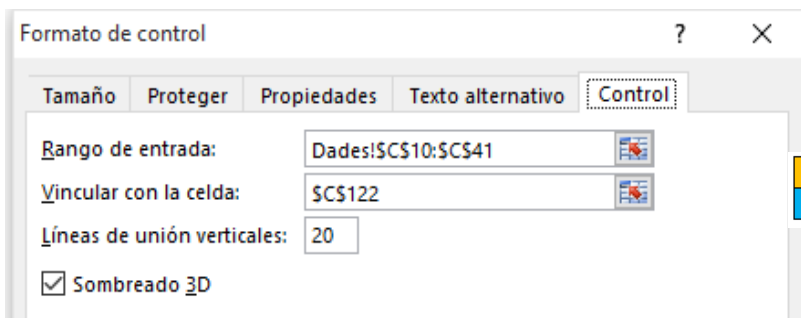 Formato de control ?
Tamaño Proteger Propiedades Texto alternativo Control
Rango de entrada: Dades!$C$10:$C$41
Vincular con la celda: $C$122
Líneas de unión verticales: 20
Sombreado 3D